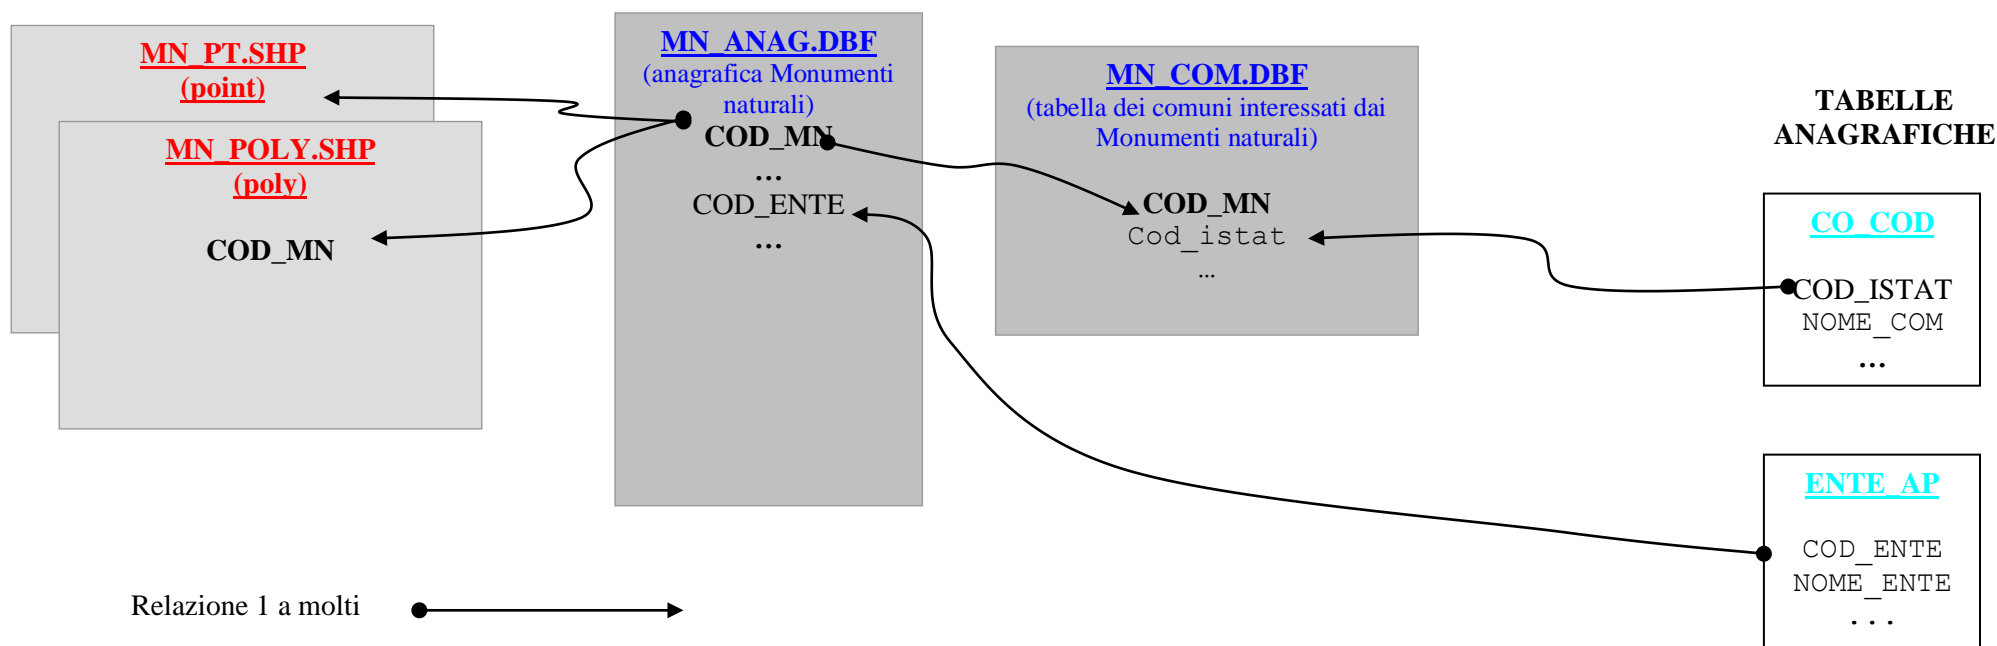 MN_PT.SHP
(point)
MN_POLY.SHP
(poly)
COD_MN
MN_ANAG.DBF
(anagrafica Monumenti
naturali)
COD_MN
...
COD_ENTE
...
MN_COM.DBF
(tabella dei comuni interessati dai
Monumenti naturali)
COD_MN
Cod_istat
...
TABELLE
ANAGRAFICHE
CO_COD
COD_ISTAT
NOME_COM
...
ENTE_AP
COD_ENTE
NOME_ENTE
...
Relazione 1 a molti